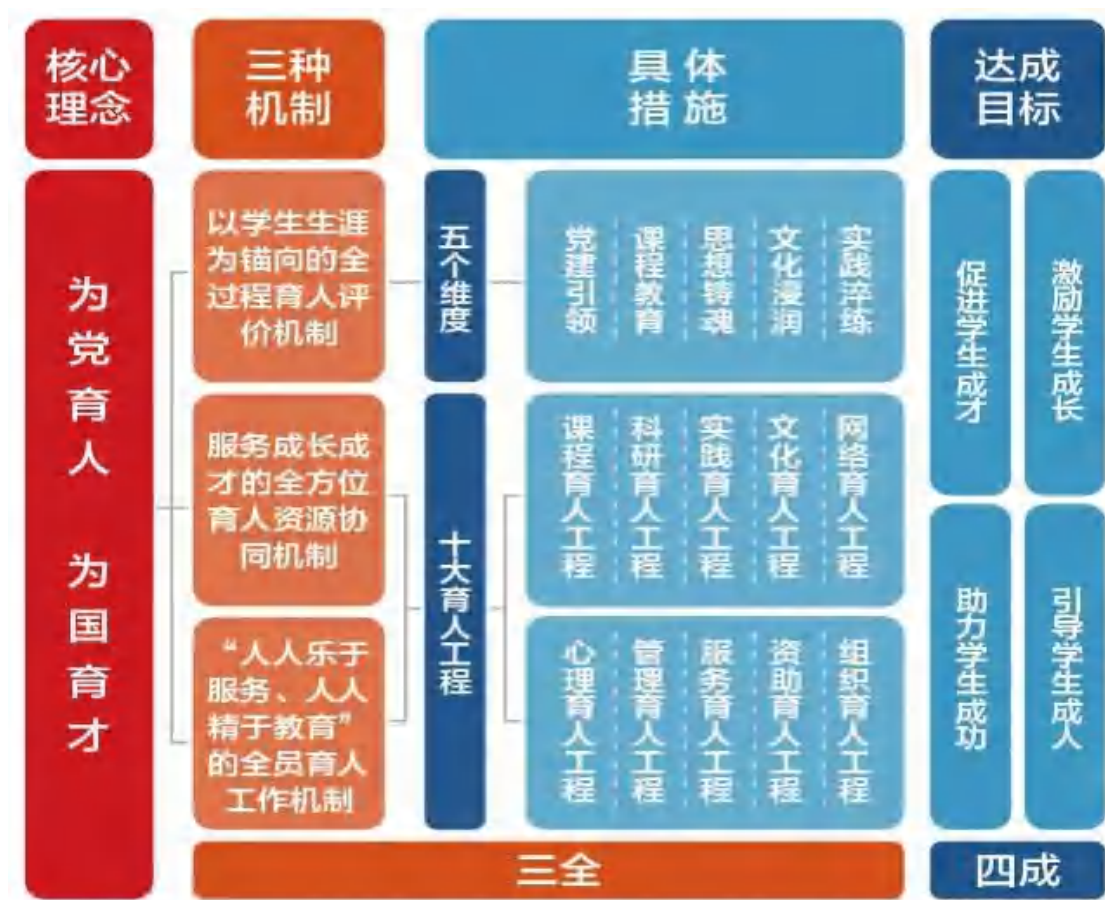 核心
理念
三种
机制
具体
措施
达成
目标
为党育人 为国育才
以学生生涯
为锚向的全
过程育人评
价机制
五个维度
党建引领
课程教育
思想铸魂
文化浸润
实践淬练
服务成长成
才的全方位
育人资源协
同机制
“人人乐于
服务、人人
精于教育”
的全员育人
工作机制
十大育人工程
课程育人工程
科研育人工程
实践育人工程
文化育人工程
网络育人工程
心理育人工程
管理育人工程
服务育人工程
资助育人工程
组织育人工程
促进学生成才
激励学生成长
助力学生成功
引导学生成人
三全
四成